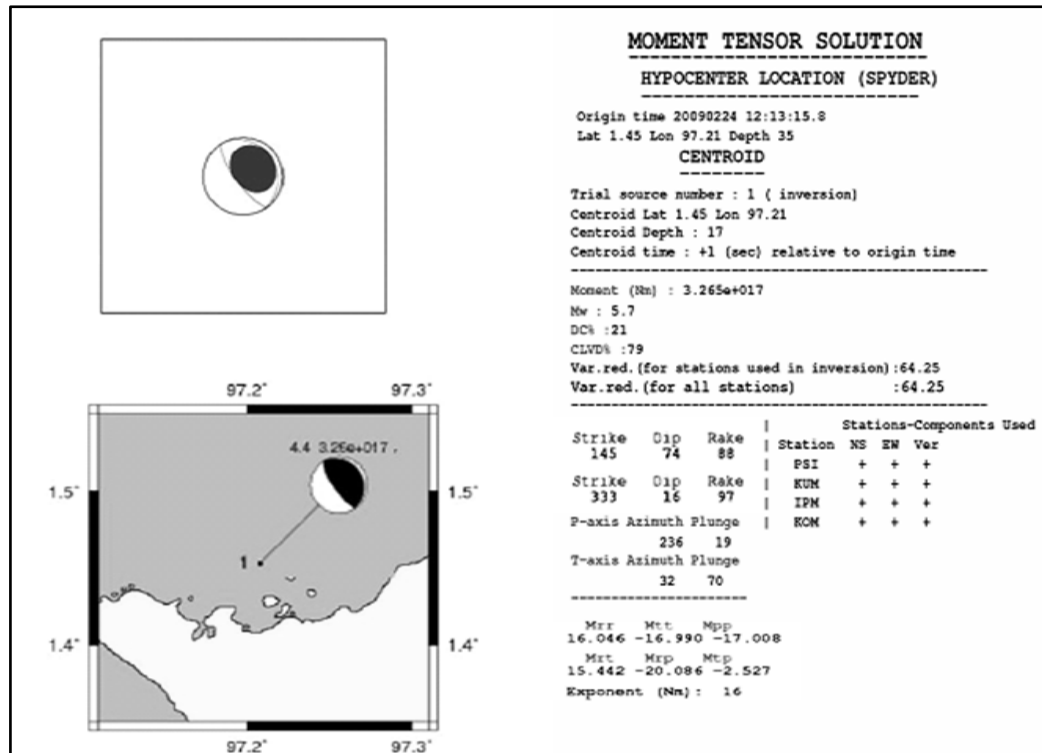 MOMENT TENSOR SOLUTION
HYPOCENTER LOCATION (SPYDER)
Origin time 20090224 12:13:15.8
Lat 1.45 Lon 97.21 Depth 35
CENTROID
Trial source number : 1 ( inversion)
Centroid Lat 1.45 Lon 97.21
Centroid Depth : 17
Centroid time : +1 (sec) relative to origin time
Moment (Nm) : 3.265e+017
Mw : 5.7
DC% :21
CLVD% :79
Var.red.(for stations used in inversion) :64.25
Var.red.(for all stations) :64.25
Strike Dip Rake
145 74 88
Strike Dip Rake
333 16 97
P-axis Azimuth Plunge
236 19
T-axis Azimuth Plunge
32 70
Stations-Components Used
Station NS EW Ver
PSI + + +
KUM + + +
IPM + + +
KOM + + +
Mrr Mtt Mpp
16.046 -16.990 -17.008
Mrt Mrp Mtp
15.442 -20.086 -2.527
Exponent (Nm) : 16
97.2° 97.3°
4.4 3.26e+017 .
1.5° 1.5°
1
1.4° 1.4°
97.2° 97.3°